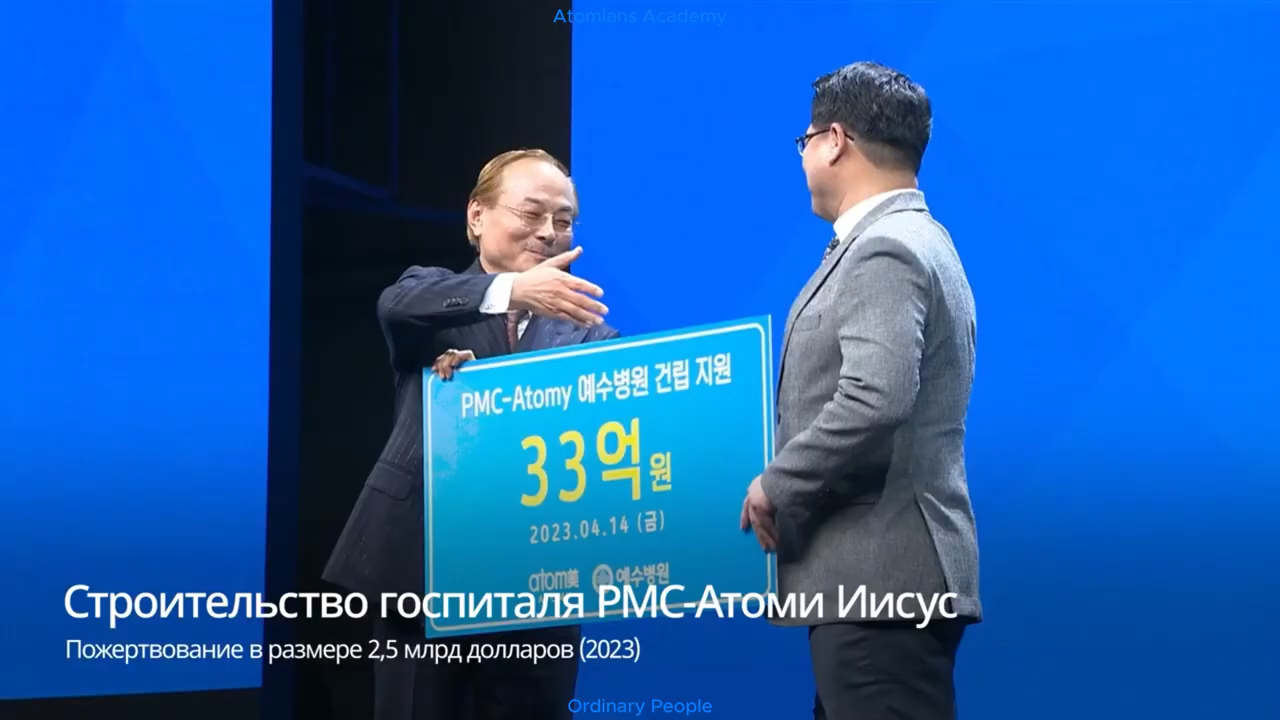 Atomians Academy
PMC-Atomy 예수병원 건립 지원
33억원
2023.04.14 (금)
atom美 예수병원
Строительство госпиталя PMC-Атоми Иисус
Пожертвование в размере 2,5 млрд долларов (2023)
Ordinary People